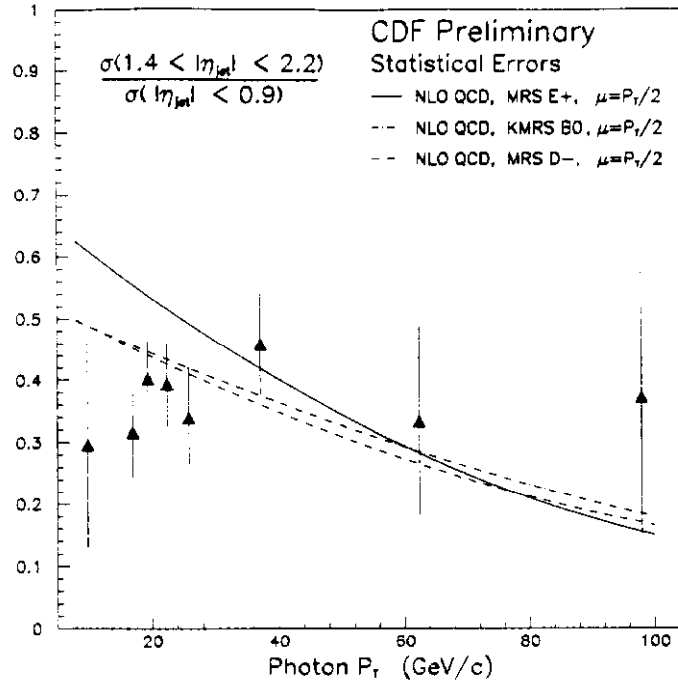 CDF Preliminary
Statistical Errors
σ(1.4 < |η_jet| < 2.2)
σ( |η_jet| < 0.9)
NLO QCD, MRS E+, μ=P_T/2
NLO QCD, KMRS B0, μ=P_T/2
NLO QCD, MRS D-, μ=P_T/2
1
0.9
0.8
0.7
0.6
0.5
0.4
0.3
0.2
0.1
0
20
40
60
80
100
Photon P_T (GeV/c)